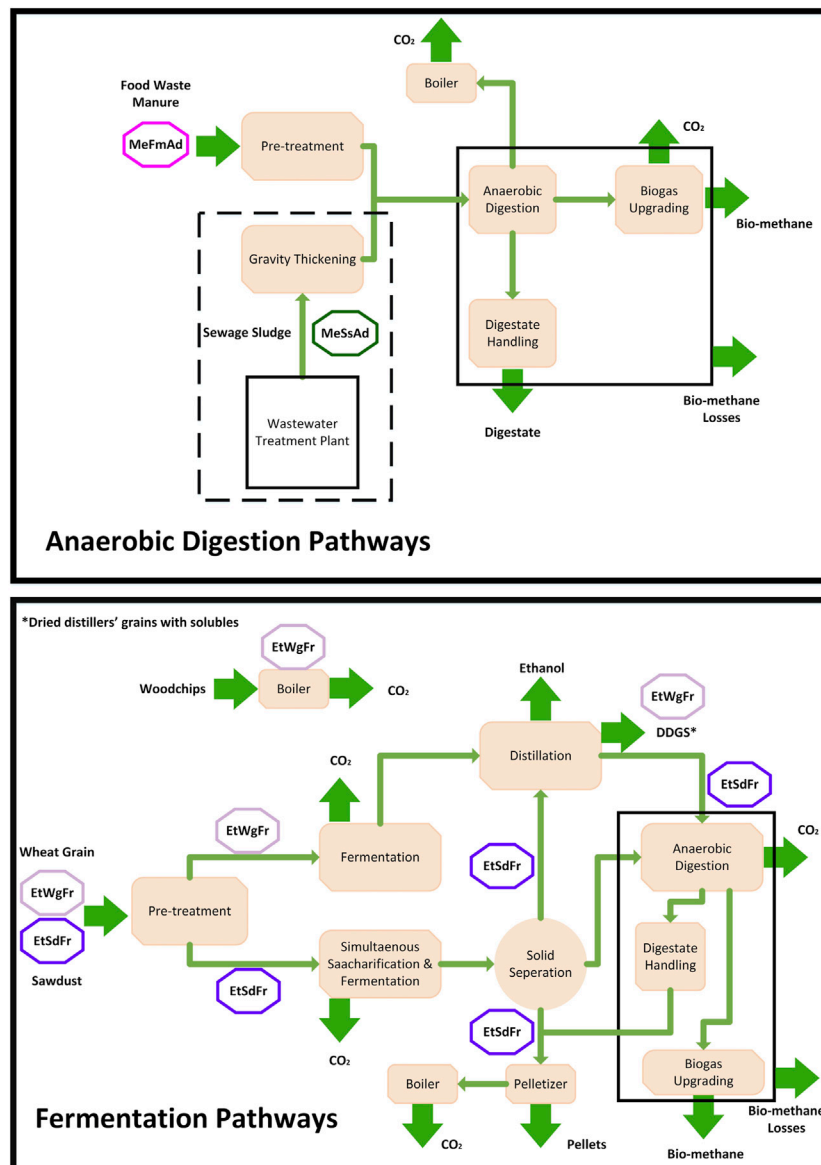 CO₂
Food Waste
Manure
Boiler
MeFmAd
Pre-treatment
CO₂
Anaerobic
Digestion
Biogas
Upgrading
Bio-methane
Gravity Thickening
Sewage Sludge
MeSsAd
Digestate
Handling
Bio-methane
Losses
Wastewater
Treatment Plant
Digestate
Anaerobic Digestion Pathways
*Dried distillers' grains with solubles
EtWgFr
Woodchips
Boiler
CO₂
Ethanol
EtWgFr
DDGS*
Distillation
CO₂
EtSdFr
EtWgFr
Wheat Grain
Fermentation
Anaerobic
Digestion
CO₂
EtWgFr
EtSdFr
Pre-treatment
EtSdFr
Sawdust
EtSdFr
Simultaenous
Saacharification &
Fermentation
Solid
Seperation
Digestate
Handling
CO₂
EtSdFr
Boiler
Pelletizer
Biogas
Upgrading
Bio-methane
Losses
Fermentation Pathways
CO₂
Pellets
Bio-methane